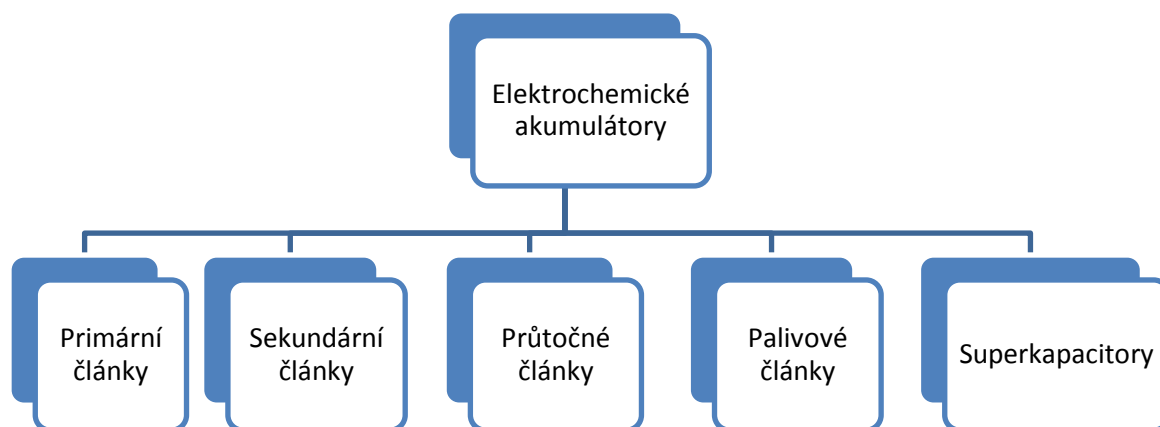 Elektrochemické
akumulátory
Primární
články
Sekundární
články
Průtočné
články
Palivové
články
Superkapacitory